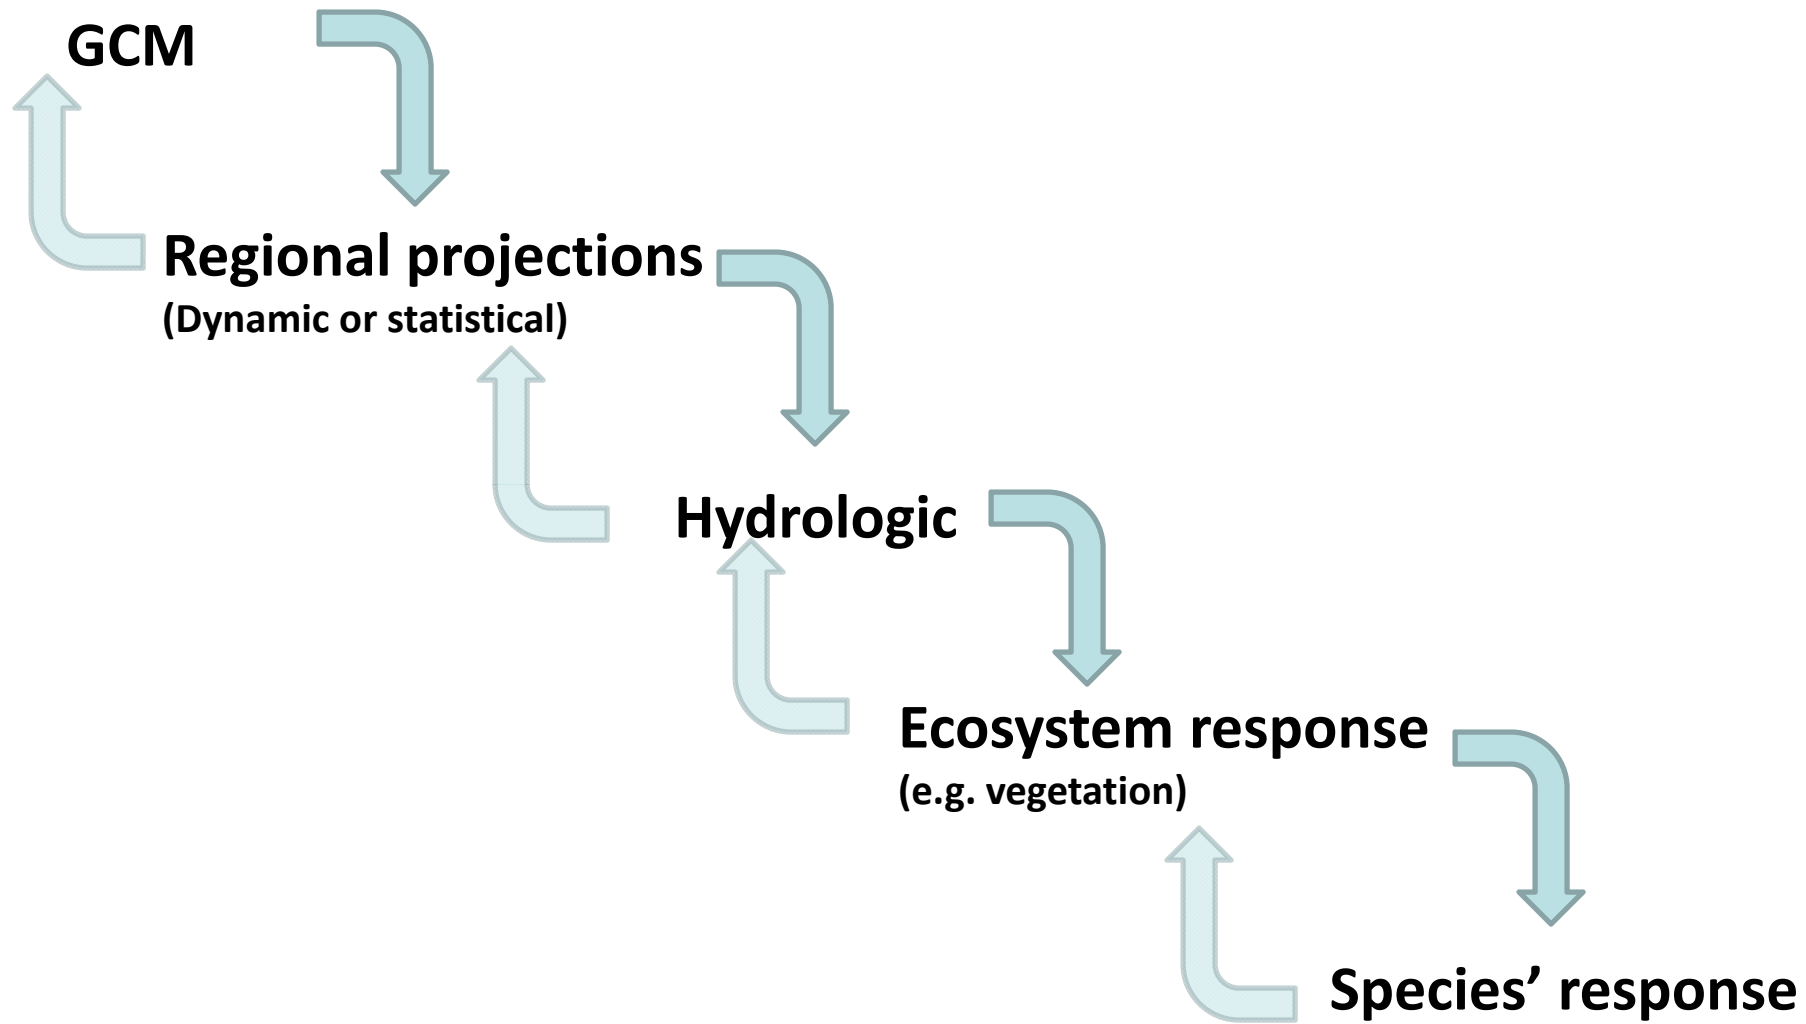 GCM
Regional projections
(Dynamic or statistical)
Hydrologic
Ecosystem response
(e.g. vegetation)
Species’ response